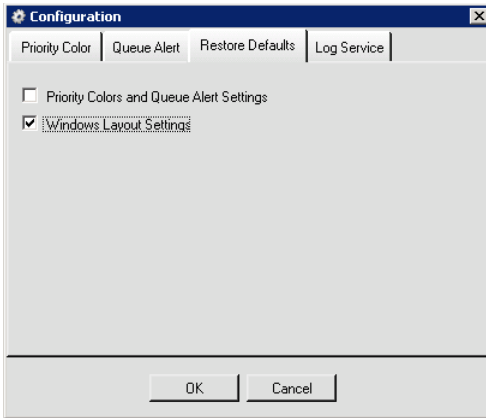 Configuration
Priority Color Queue Alert Restore Defaults Log Service
Priority Colors and Queue Alert Settings
Windows Layout Settings
OK Cancel